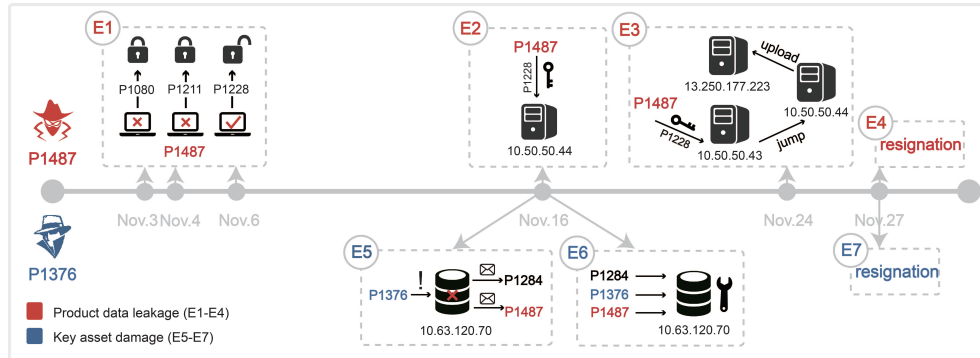 E1
P1080 P1211 P1228
P1487
E2
P1487
P1228
10.50.50.44
E3
upload
13.250.177.223
P1487
10.50.50.44
P1228
10.50.50.43
jump
E4
resignation
P1487
Nov.3 Nov.4 Nov.6 Nov.16 Nov.24 Nov.27
P1376
E5
!
P1376
P1284
P1487
10.63.120.70
E6
P1284
P1376
P1487
10.63.120.70
E7
resignation
Product data leakage (E1-E4)
Key asset damage (E5-E7)